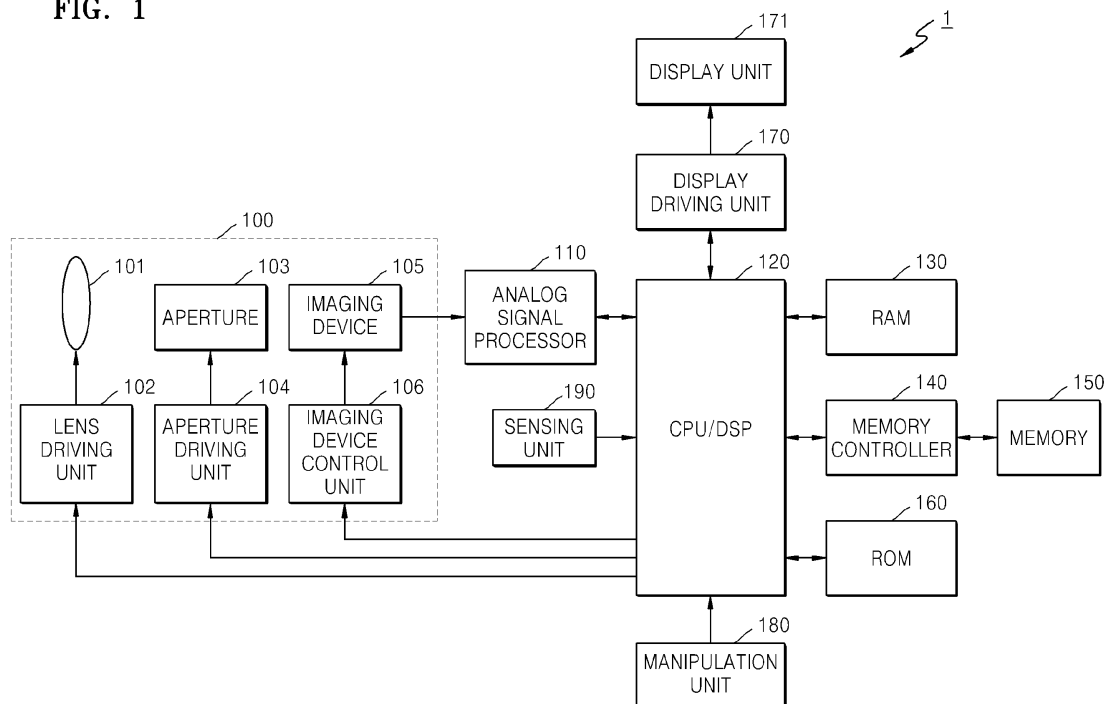 FIG. 1
1
171
DISPLAY UNIT
170
DISPLAY
DRIVING UNIT
100
101
103
APERTURE
105
IMAGING
DEVICE
110
ANALOG
SIGNAL
PROCESSOR
120
CPU/DSP
130
RAM
102
LENS
DRIVING
UNIT
104
APERTURE
DRIVING
UNIT
106
IMAGING
DEVICE
CONTROL
UNIT
190
SENSING
UNIT
140
MEMORY
CONTROLLER
150
MEMORY
160
ROM
180
MANIPULATION
UNIT